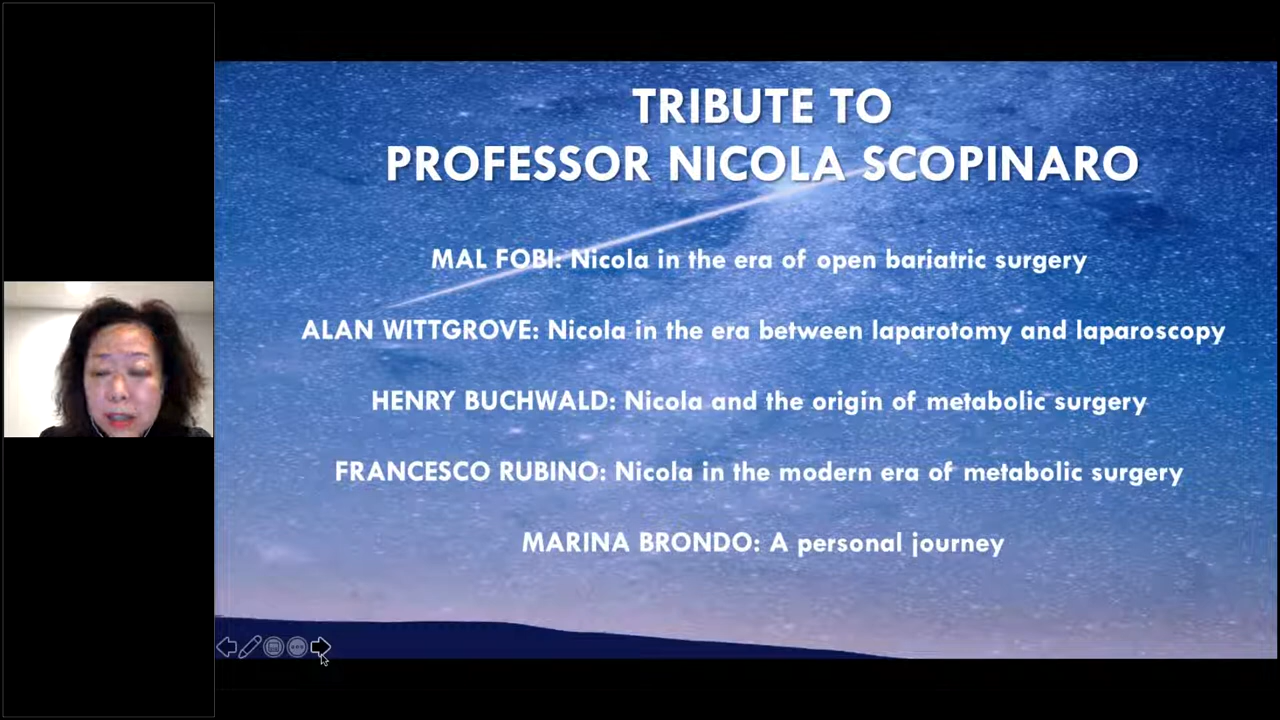 TRIBUTE TO
PROFESSOR NICOLA SCOPINARO
MAL FOBI: Nicola in the era of open bariatric surgery
ALAN WITTGROVE: Nicola in the era between laparotomy and laparoscopy
HENRY BUCHWALD: Nicola and the origin of metabolic surgery
FRANCESCO RUBINO: Nicola in the modern era of metabolic surgery
MARINA BRONDO: A personal journey